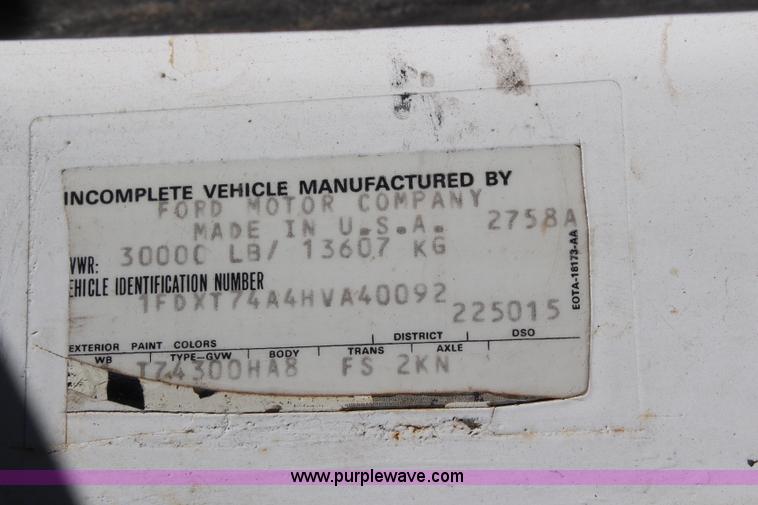 INCOMPLETE VEHICLE MANUFACTURED BY
FORD MOTOR COMPANY
MADE IN U.S.A. 2758A
VWR: 30000 LB/ 13607 KG
EHICLE IDENTIFICATION NUMBER
1FDXT74A4HVA40092
225015
EOTA-18173-AA
EXTERIOR PAINT COLORS DISTRICT DSO
WB TYPE-GVW BODY TRANS AXLE
T74300HA8 FS 2KN
www.purplewave.com